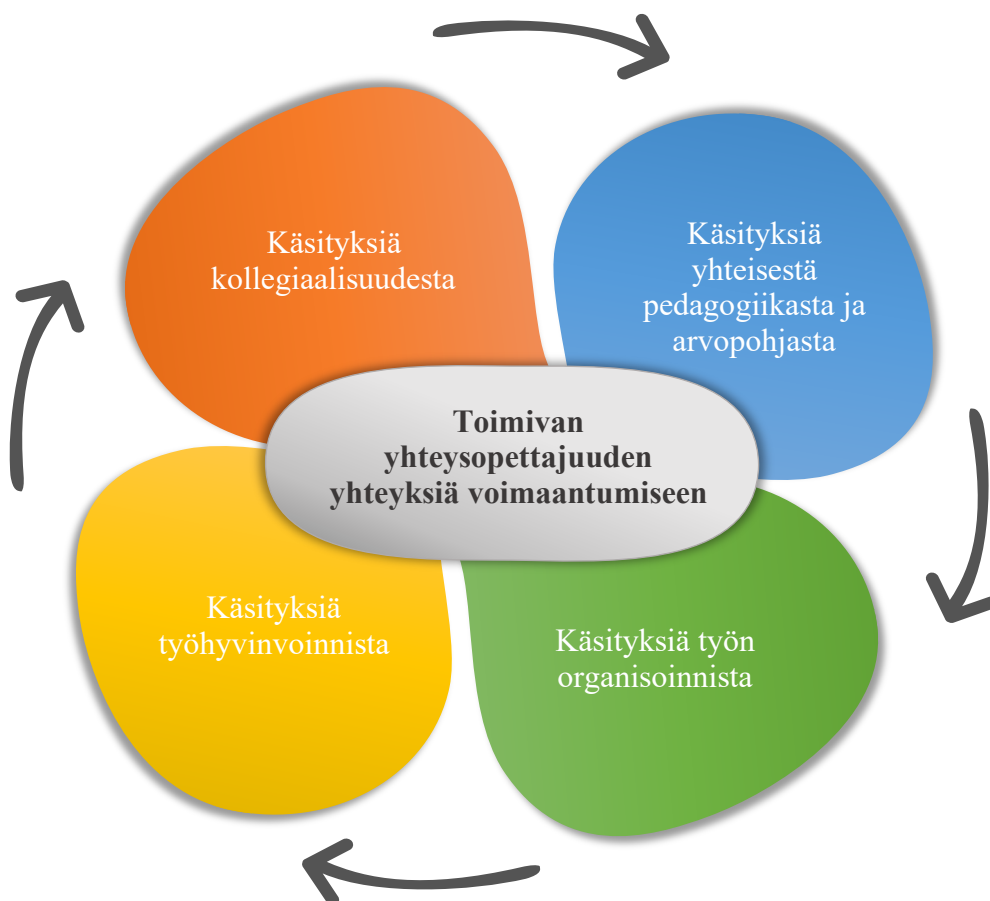 Käsityksiä
kollegiaalisuudesta
Käsityksiä
yhteisestä
pedagogiikasta ja
arvopohjasta
Toimivan
yhteysopettajuuden
yhteyksiä voimaantumiseen
Käsityksiä
työhyvinvoinnista
Käsityksiä työn
organisoinnista